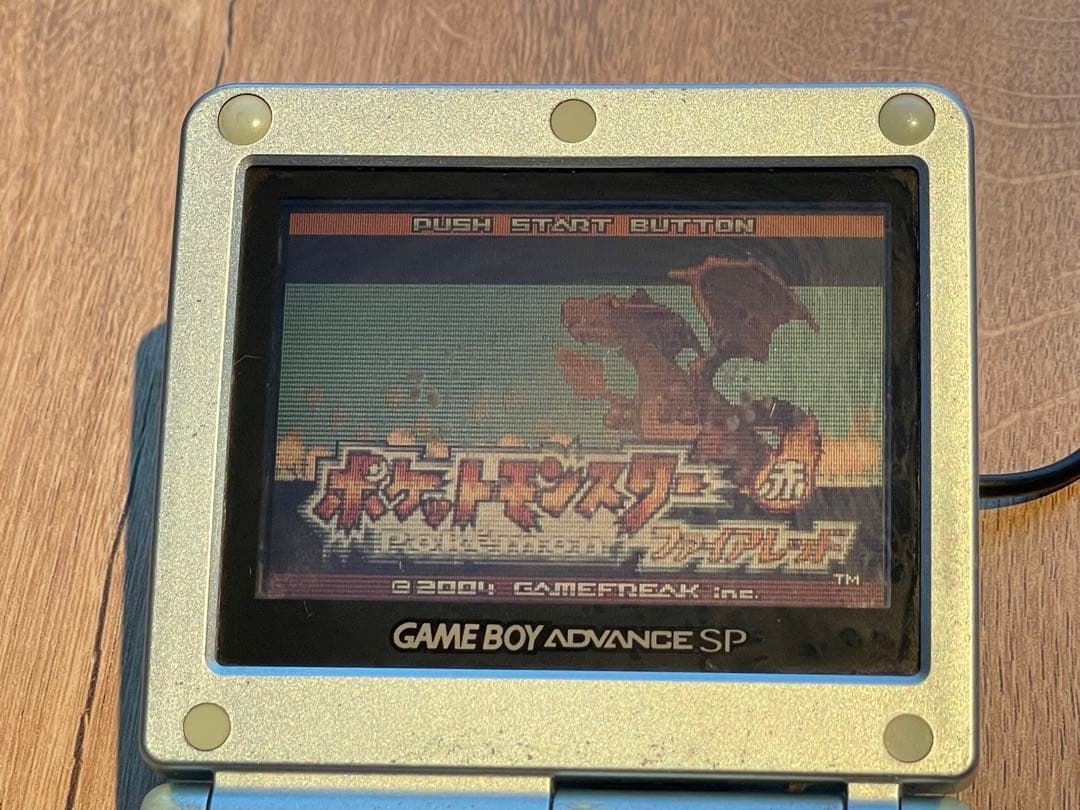 PUSH START BUTTON
ポケットモンスター
赤
Pokémon ファイアレッド
TM
©2004 GAMEFREAK inc.
GAME BOY ADVANCE SP